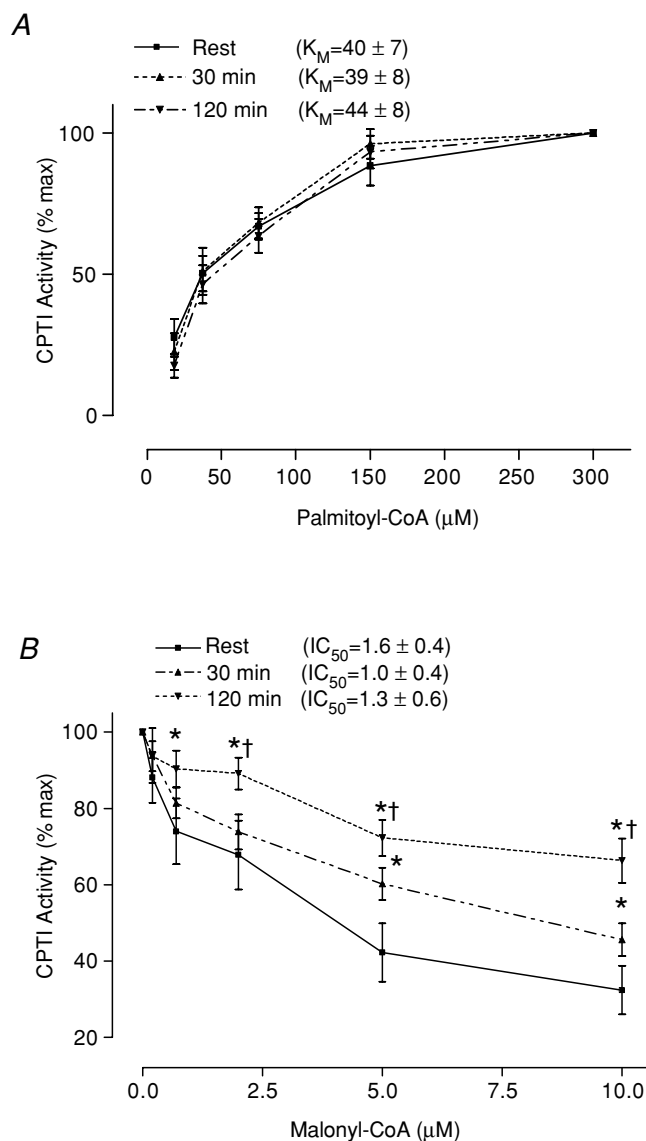 A
Rest (K_M=40 ± 7)
30 min (K_M=39 ± 8)
120 min (K_M=44 ± 8)
100
50
0
CPTI Activity (% max)
0 50 100 150 200 250 300
Palmitoyl-CoA (μM)
B
Rest (IC_50=1.6 ± 0.4)
30 min (IC_50=1.0 ± 0.4)
120 min (IC_50=1.3 ± 0.6)
100
80
60
40
20
CPTI Activity (% max)
* *† *† *†
* *
0.0 2.5 5.0 7.5 10.0
Malonyl-CoA (μM)